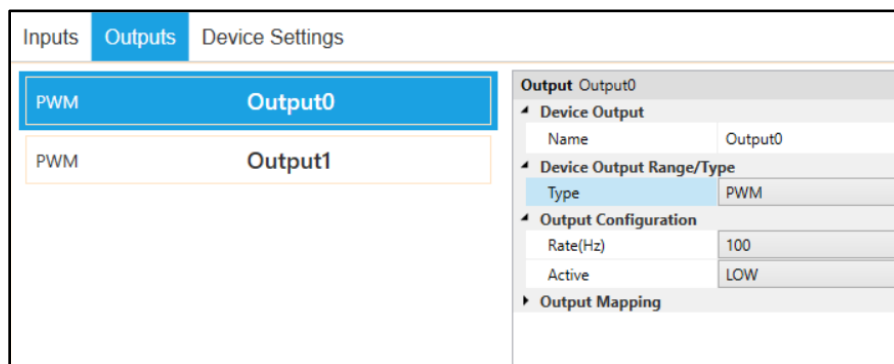 Inputs Outputs Device Settings
PWM Output0
PWM Output1
Output Output0
Device Output
Name Output0
Device Output Range/Type
Type PWM
Output Configuration
Rate(Hz) 100
Active LOW
Output Mapping